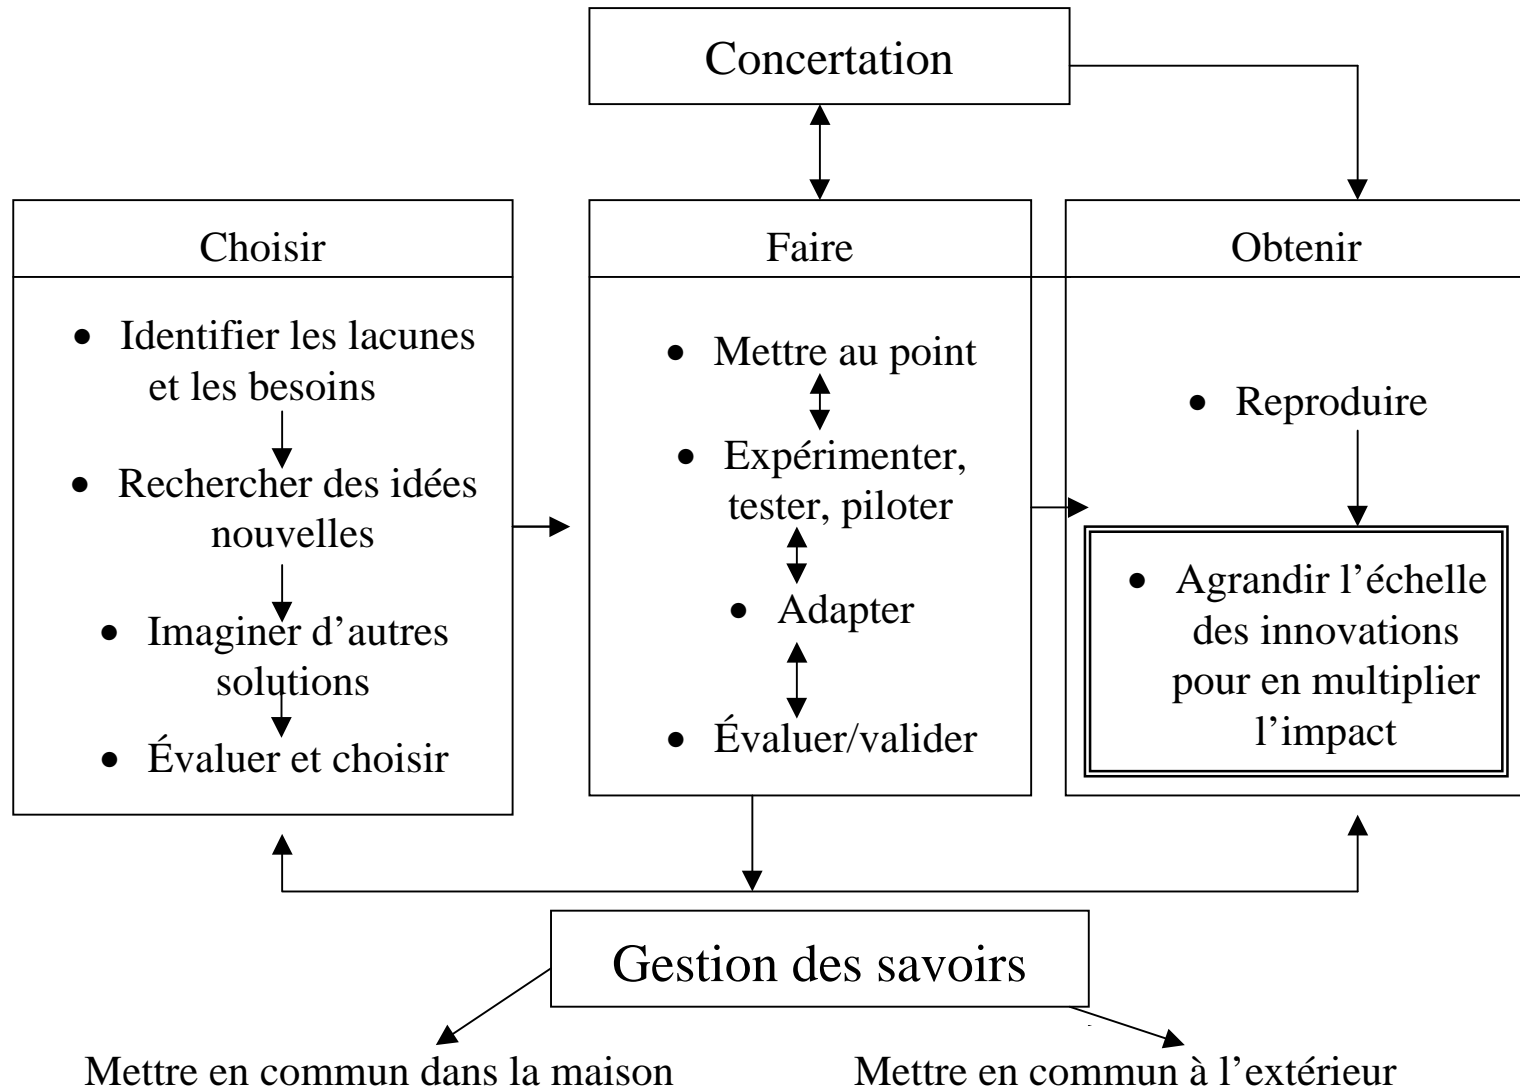 Concertation
Choisir
• Identifier les lacunes
et les besoins
• Rechercher des idées
nouvelles
• Imaginer d’autres
solutions
• Évaluer et choisir
Faire
• Mettre au point
• Expérimenter,
tester, piloter
• Adapter
• Évaluer/valider
Obtenir
• Reproduire
• Agrandir l’échelle
des innovations
pour en multiplier
l’impact
Gestion des savoirs
Mettre en commun dans la maison
Mettre en commun à l’extérieur